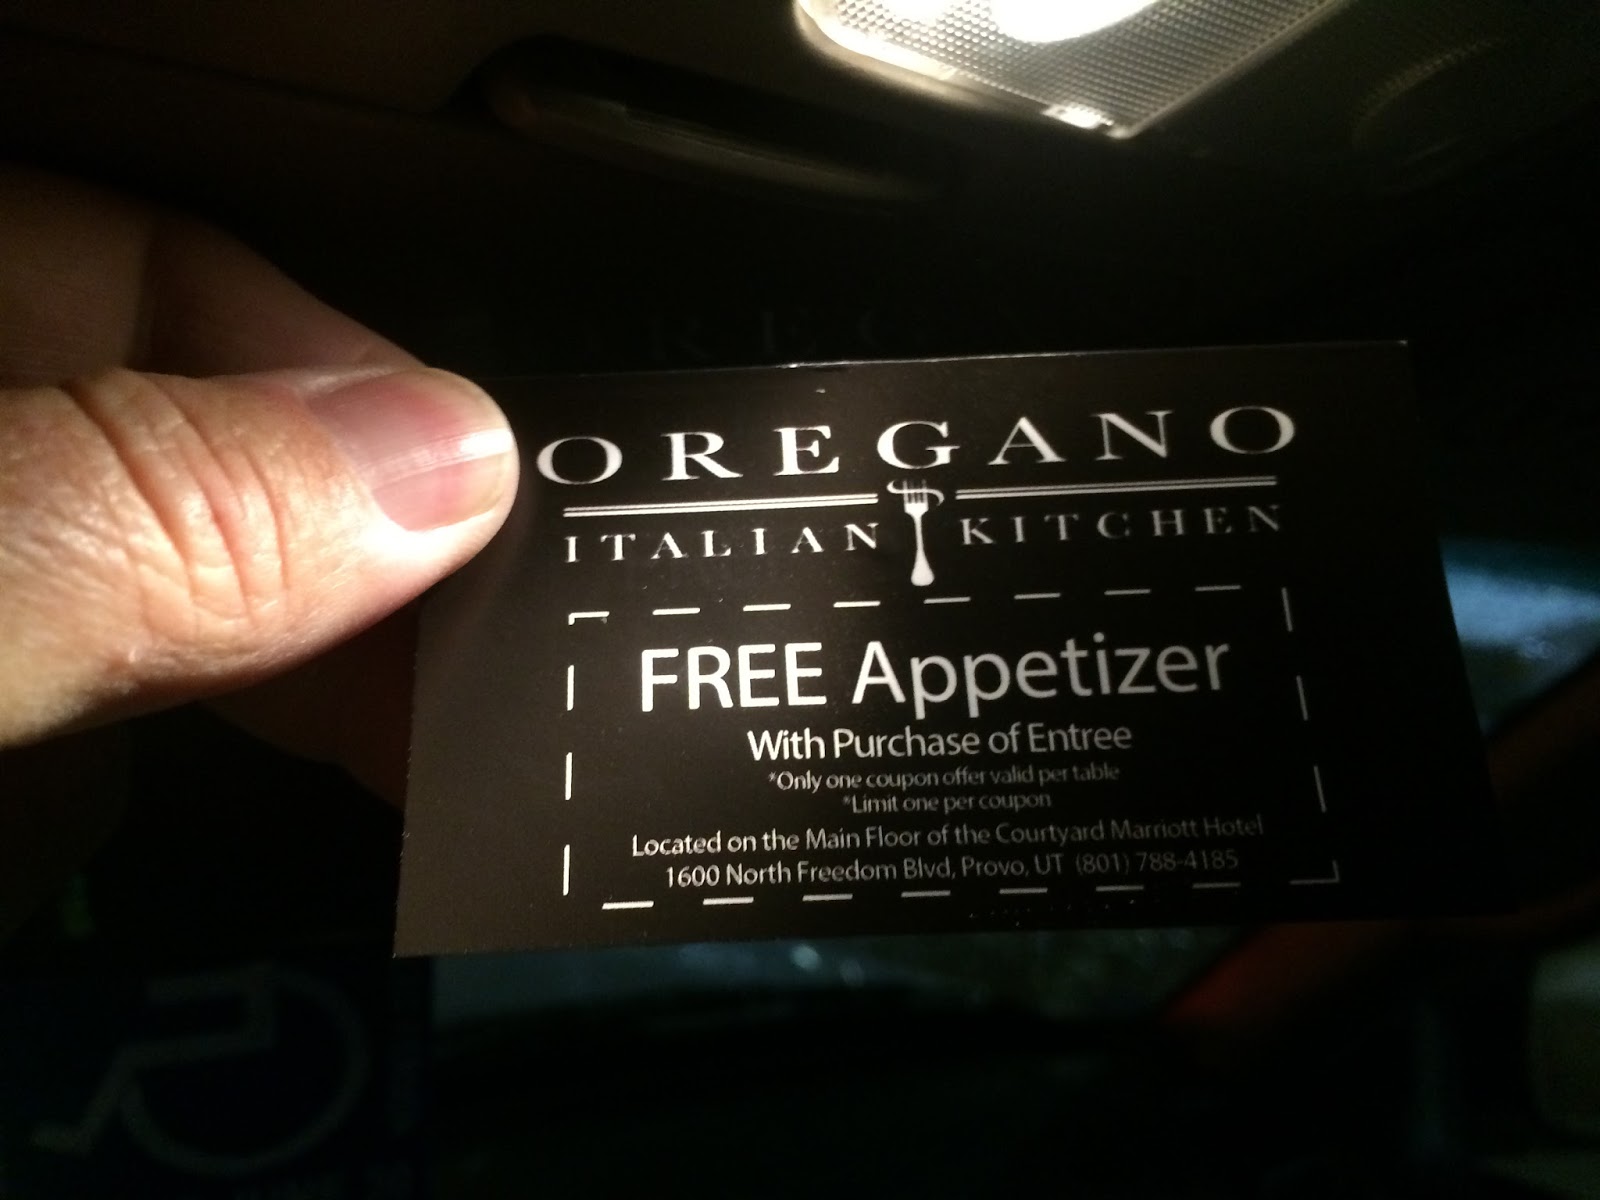 OREGANO
ITALIAN KITCHEN
FREE Appetizer
With Purchase of Entree
*Only one coupon offer valid per table
*Limit one per coupon
Located on the Main Floor of the Courtyard Marriott Hotel
1600 North Freedom Blvd, Provo, UT (801) 788-4185